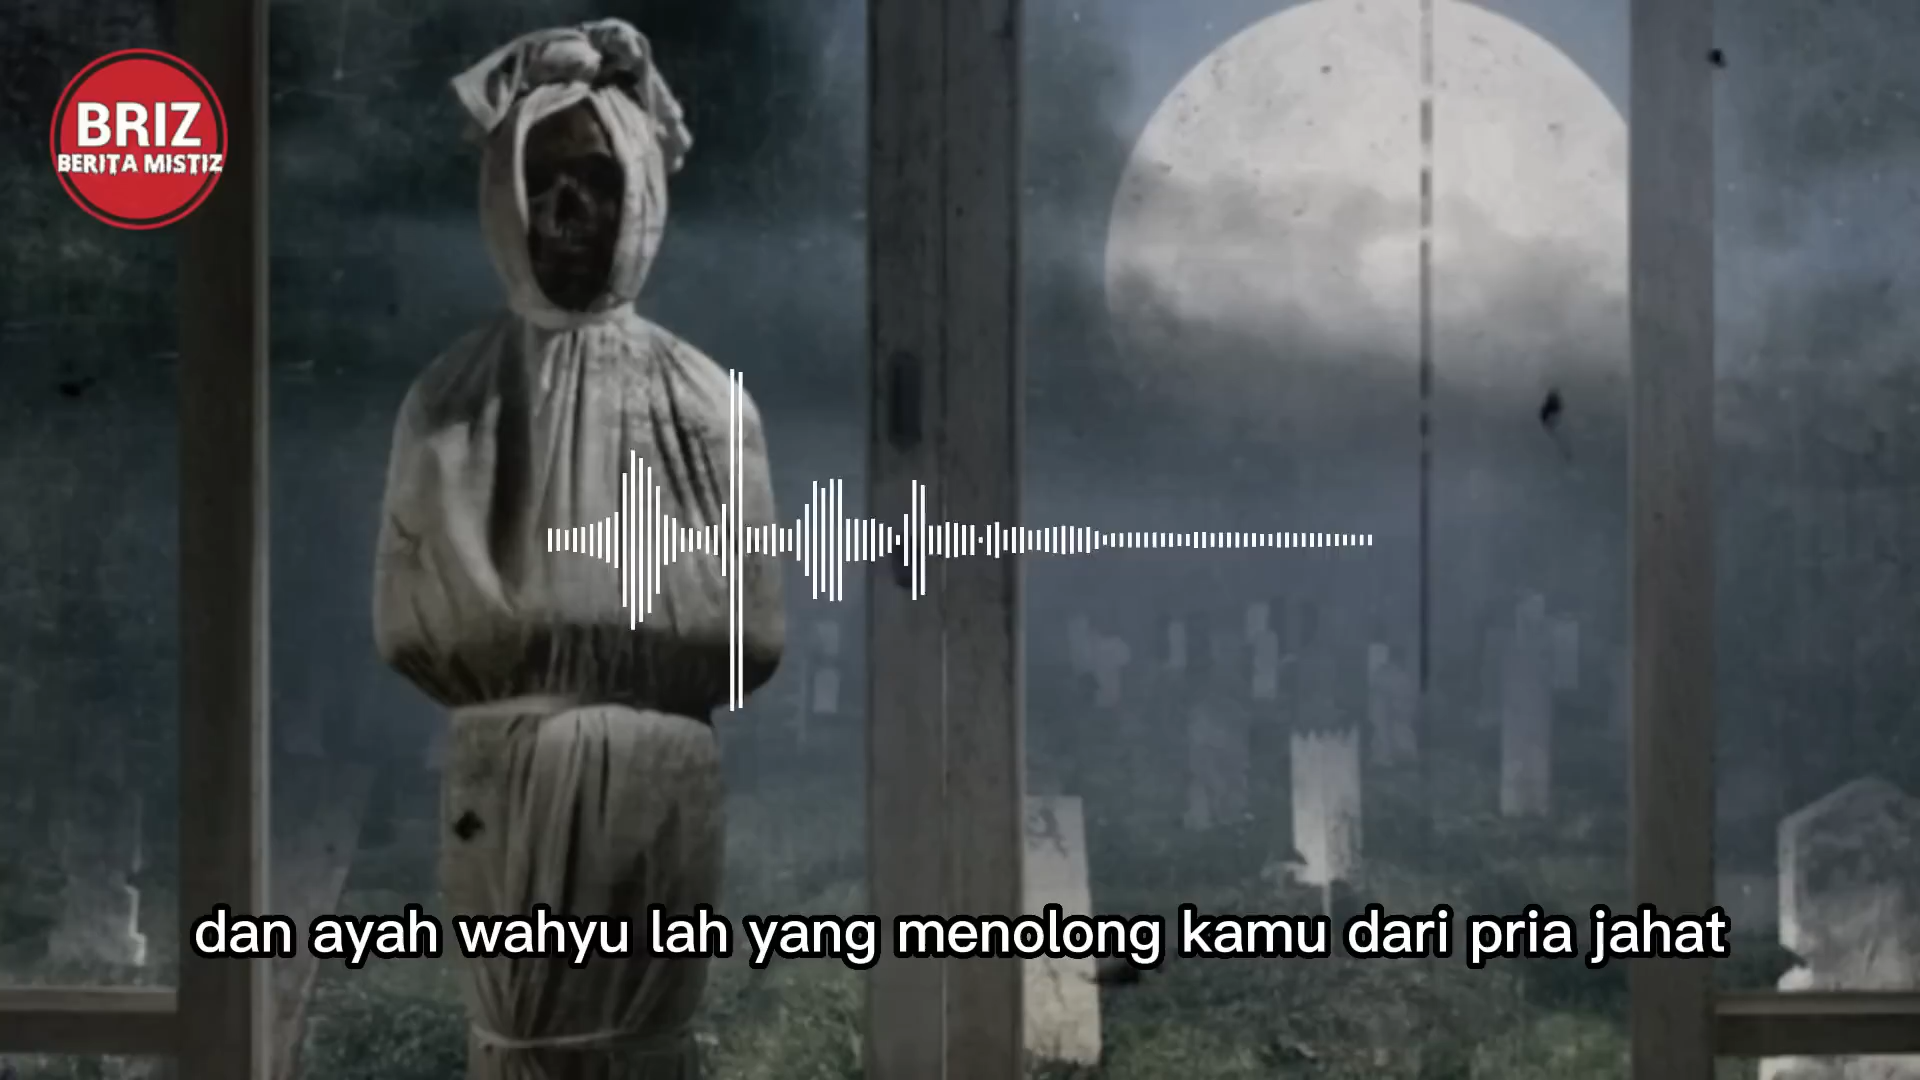 BRIZ
BERITA MISTIZ
dan ayah wahyu lah yang menolong kamu dari pria jahat